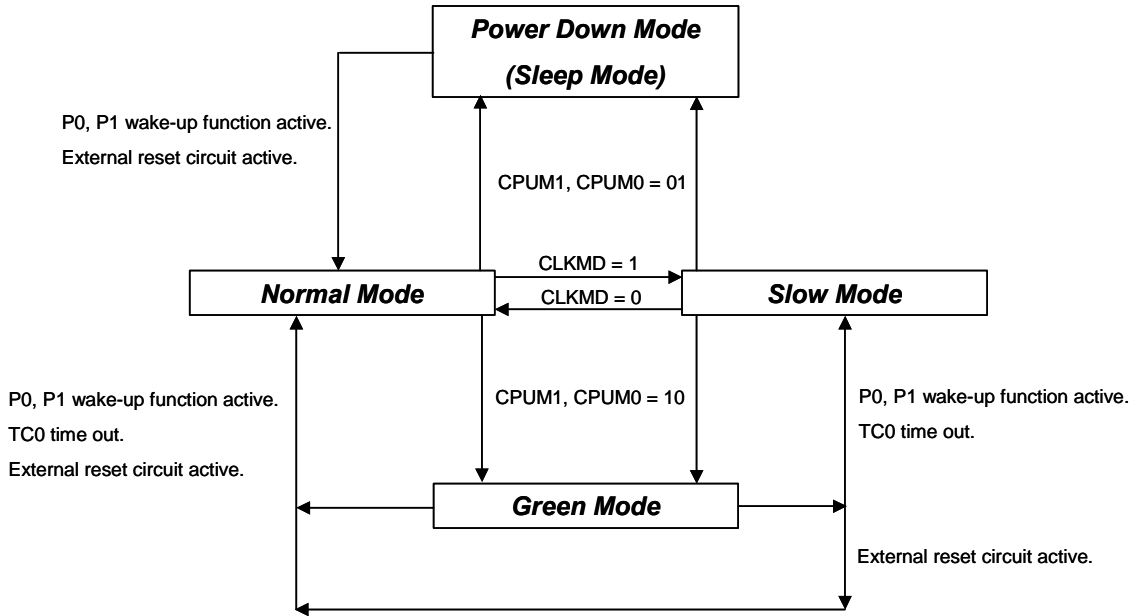 Power Down Mode
(Sleep Mode)
P0, P1 wake-up function active.
External reset circuit active.
CPUM1, CPUM0 = 01
CLKMD = 1
Normal Mode
Slow Mode
CLKMD = 0
P0, P1 wake-up function active.
TC0 time out.
External reset circuit active.
CPUM1, CPUM0 = 10
P0, P1 wake-up function active.
TC0 time out.
Green Mode
External reset circuit active.